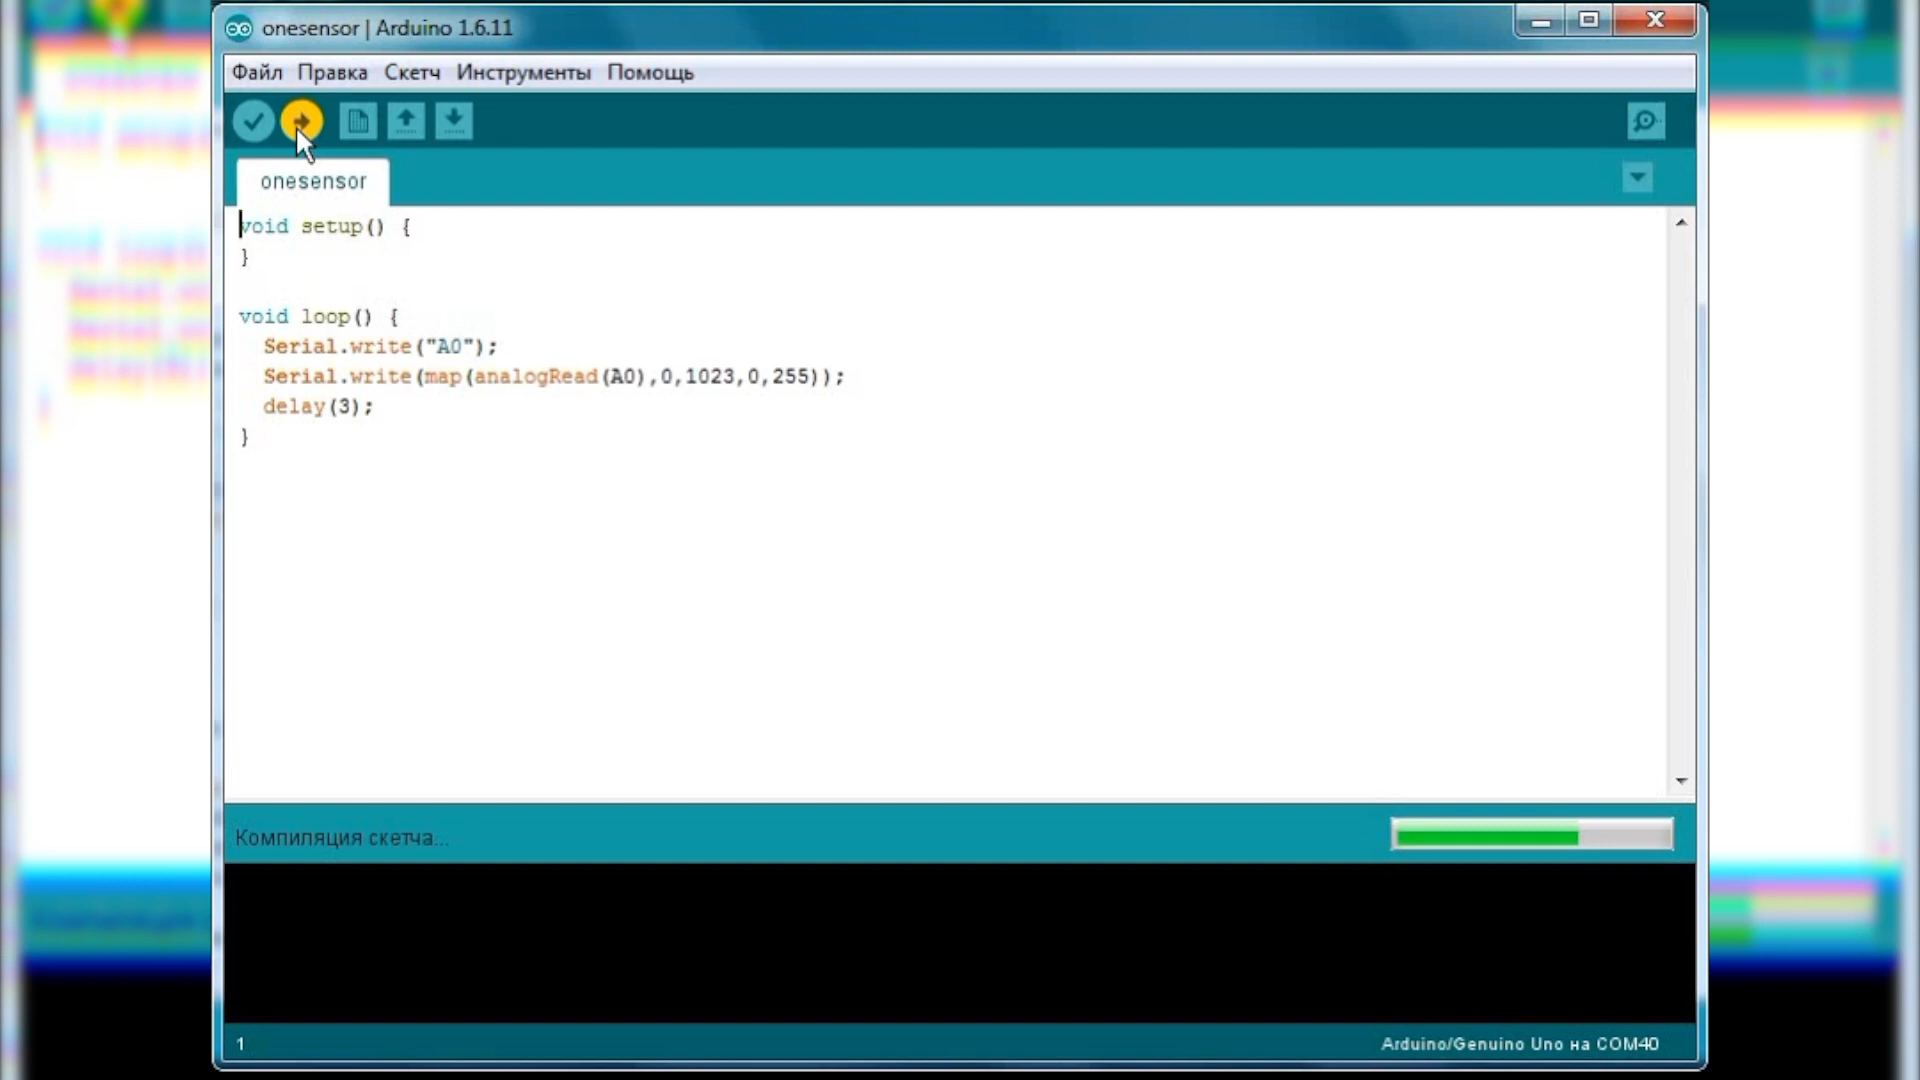 onesensor | Arduino 1.6.11
Файл Правка Скетч Инструменты Помощь
onesensor
void setup() {
}
void loop() {
Serial.write("A0");
Serial.write(map(analogRead(A0),0,1023,0,255));
delay(3);
}
Компиляция скетча...
1
Arduino/Genuino Uno на COM40